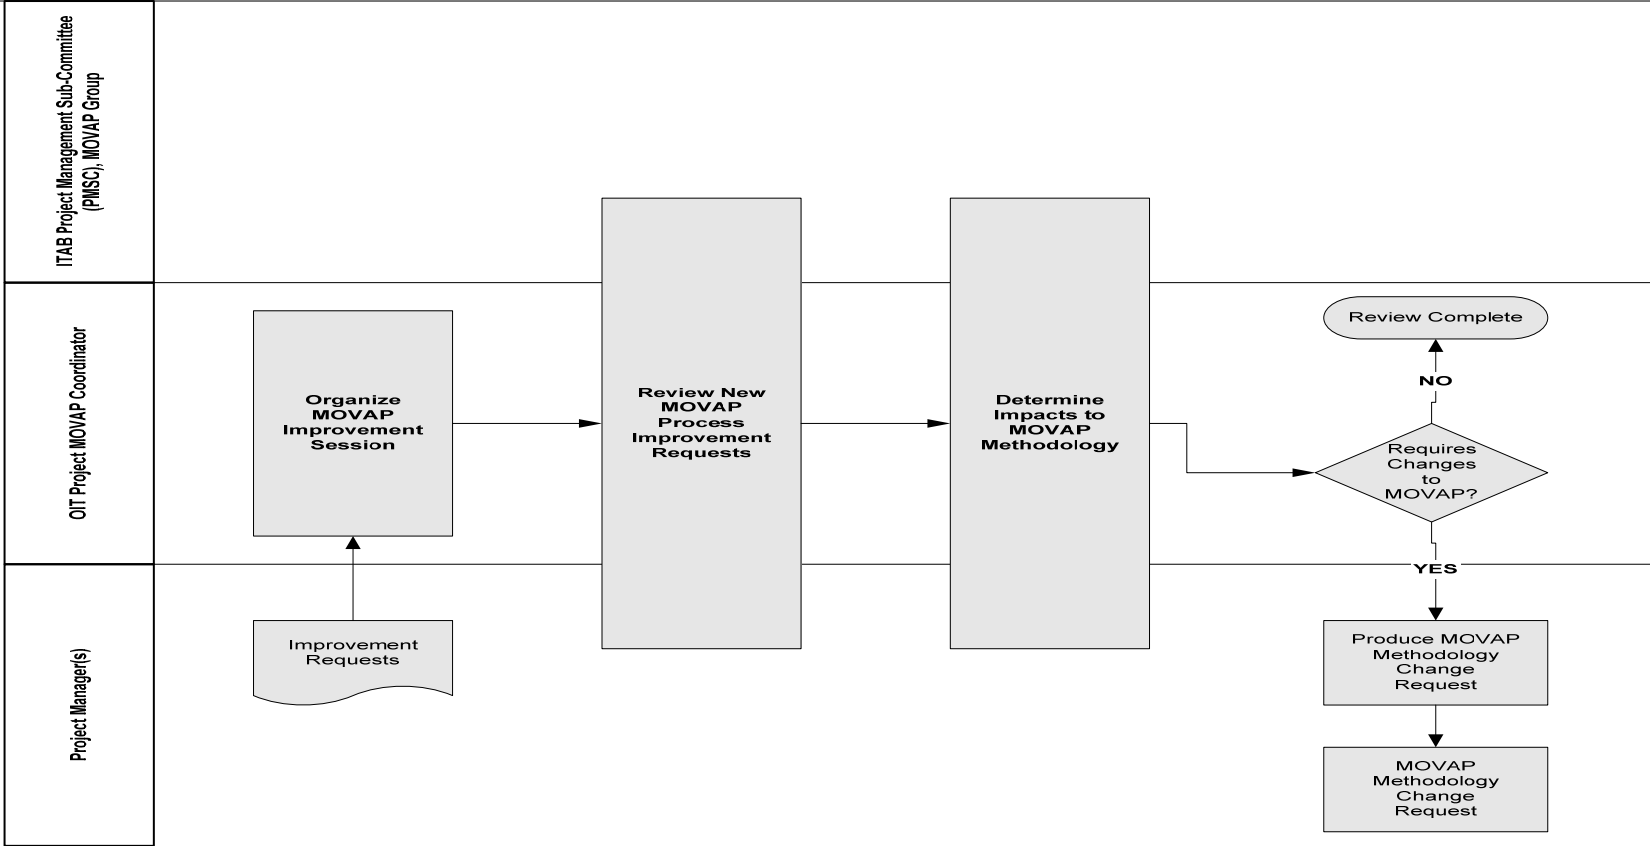 ITAB Project Management Sub-Committee
(PMSC), MOVAP Group
OIT Project MOVAP Coordinator
Project Manager(s)
Organize
MOVAP
Improvement
Session
Improvement
Requests
Review New
MOVAP
Process
Improvement
Requests
Determine
Impacts to
MOVAP
Methodology
Review Complete
NO
Requires
Changes
to
MOVAP?
YES
Produce MOVAP
Methodology
Change
Request
MOVAP
Methodology
Change
Request